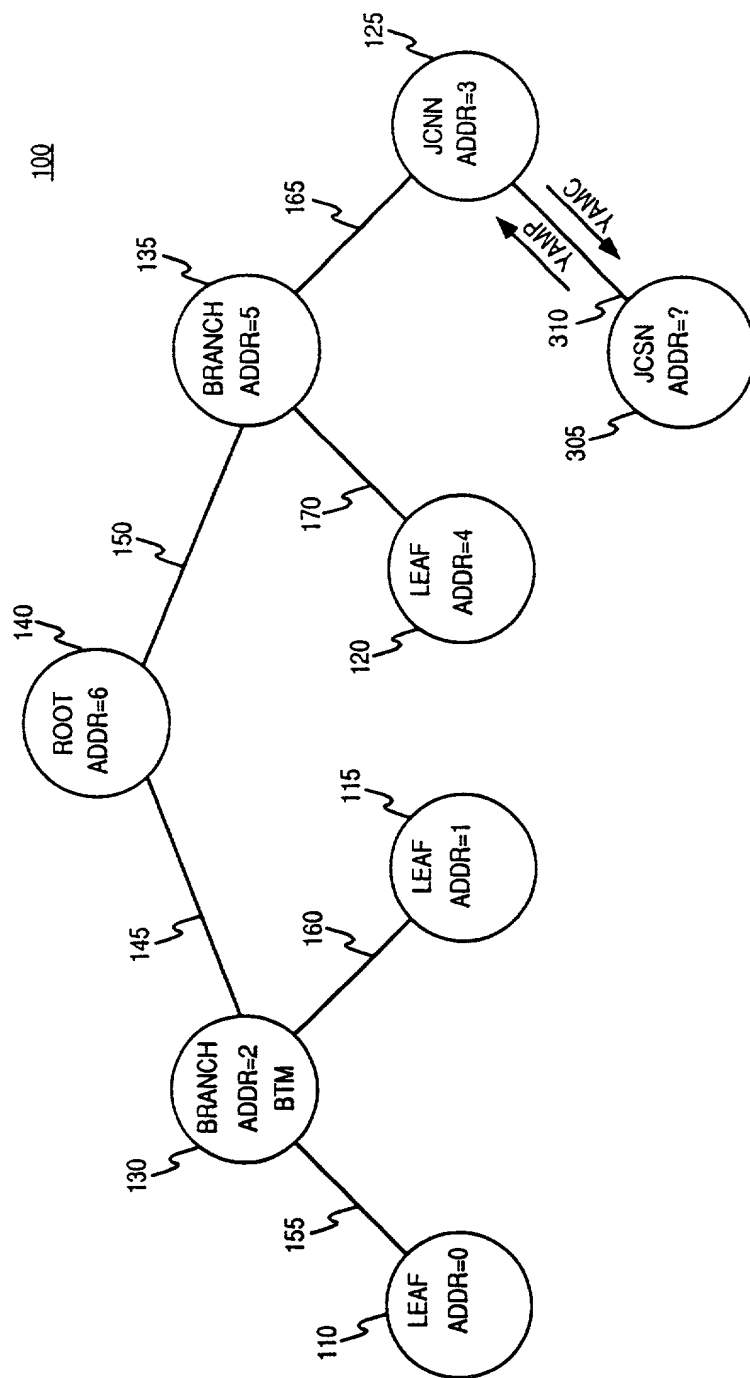 100
140
ROOT
ADDR=6
145
150
130
BRANCH
ADDR=2
BTM
135
BRANCH
ADDR=5
155
160
170
165
110
LEAF
ADDR=0
115
LEAF
ADDR=1
120
LEAF
ADDR=4
125
JCNN
ADDR=3
YAMP
YAMC
310
305
JCSN
ADDR=?